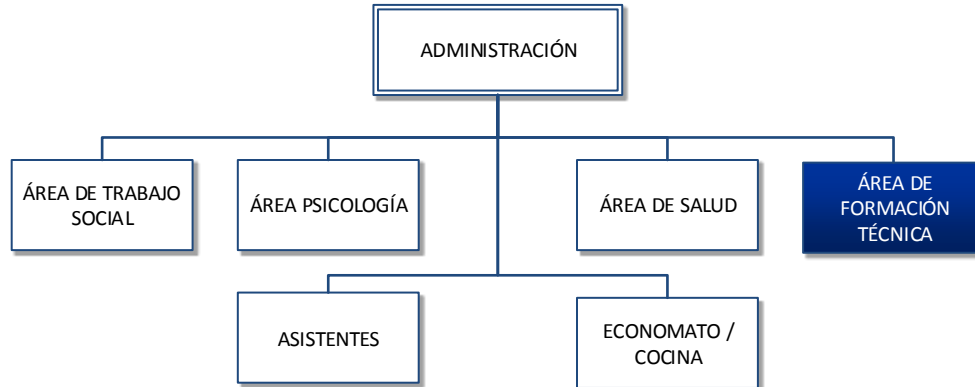 ADMINISTRACIÓN
ÁREA DE TRABAJO
SOCIAL
ÁREA PSICOLOGÍA
ÁREA DE SALUD
ÁREA DE
FORMACIÓN
TÉCNICA
ASISTENTES
ECONOMATO /
COCINA